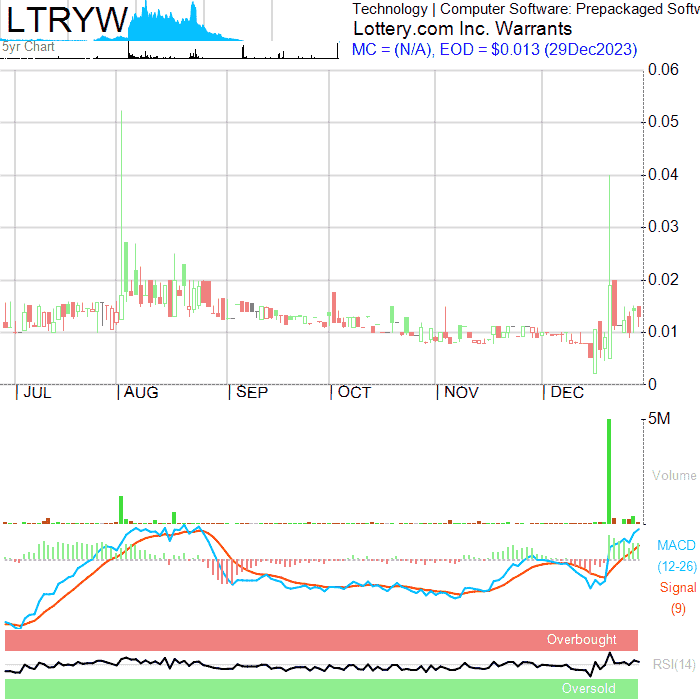 LTRYW
5yr Chart
Technology | Computer Software: Prepackaged Softw
Lottery.com Inc. Warrants
MC = (N/A), EOD = $0.013 (29Dec2023)
0.06
0.05
0.04
0.03
0.02
0.01
0
|JUL |AUG |SEP |OCT |NOV |DEC
5M
Volume
MACD
(12-26)
Signal
(9)
Overbought
RSI(14)
Oversold